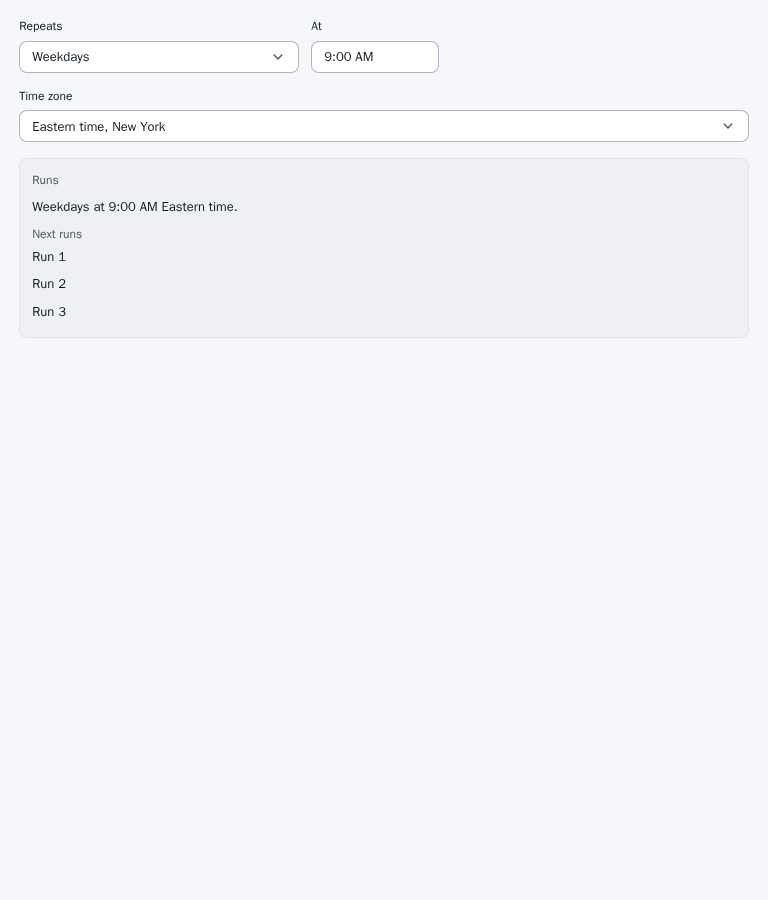 Repeats
At
Weekdays
9:00 AM
Time zone
Eastern time, New York
Runs
Weekdays at 9:00 AM Eastern time.
Next runs
Run 1
Run 2
Run 3